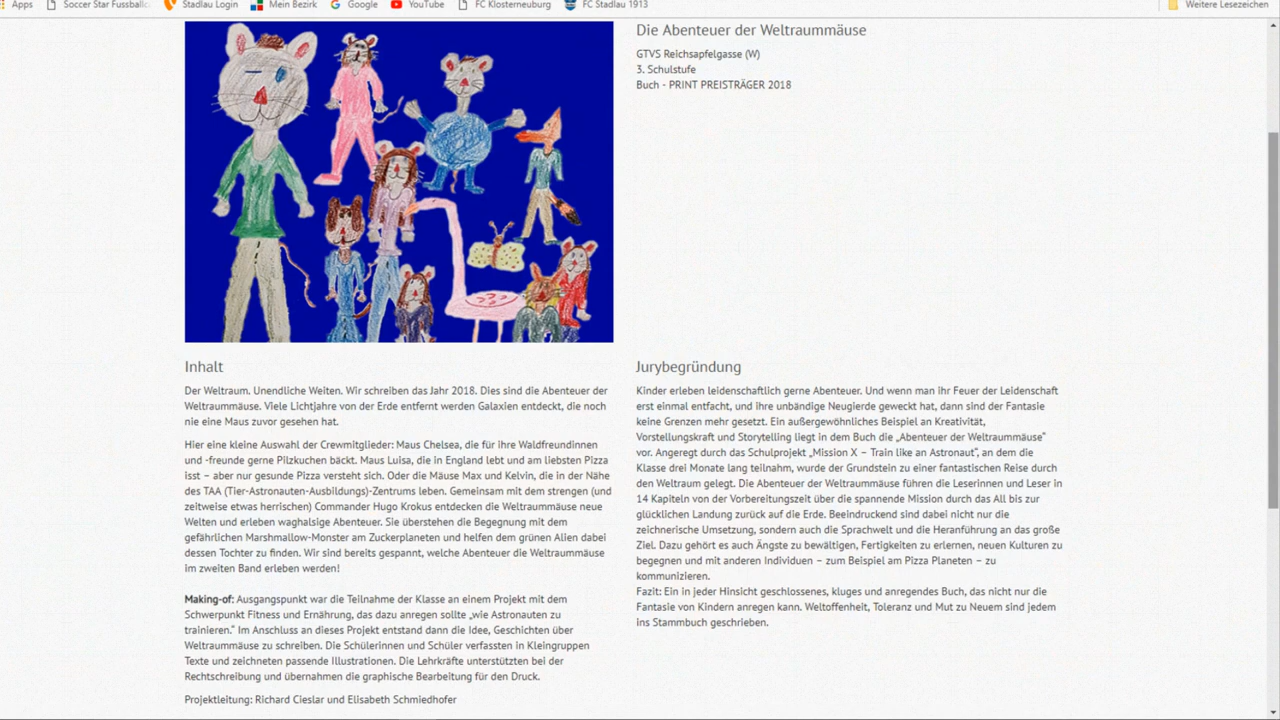 Apps
Soccer Star Fussballc
Stadlau Login
Mein Bezirk
Google
YouTube
FC Klosterneuburg
FC Stadlau 1913
Weitere Lesezeichen
Die Abenteuer der Weltraummäuse
GTVS Reichsapfelgasse (W)
3. Schulstufe
Buch - PRINT PREISTRÄGER 2018
Inhalt
Der Weltraum. Unendliche Weiten. Wir schreiben das Jahr 2018. Dies sind die Abenteuer der
Weltraummäuse. Viele Lichtjahre von der Erde entfernt werden Galaxien entdeckt, die noch
nie eine Maus zuvor gesehen hat.
Hier eine kleine Auswahl der Crewmitglieder: Maus Chelsea, die für ihre Waldfreundinnen
und -freunde gerne Pilzkuchen bäckt. Maus Luisa, die in England lebt und am liebsten Pizza
isst – aber nur gesunde Pizza versteht sich. Oder die Mäuse Max und Kelvin, die in der Nähe
des TAA (Tier-Astronauten-Ausbildungs)-Zentrums leben. Gemeinsam mit dem strengen (und
zeitweise etwas herrischen) Commander Hugo Krokus entdecken die Weltraummäuse neue
Welten und erleben waghalsige Abenteuer. Sie überstehen die Begegnung mit dem
gefährlichen Marshmallow-Monster am Zuckerplaneten und helfen dem grünen Alien dabei
dessen Tochter zu finden. Wir sind bereits gespannt, welche Abenteuer die Weltraummäuse
im zweiten Band erleben werden!
Making-of: Ausgangspunkt war die Teilnahme der Klasse an einem Projekt mit dem
Schwerpunkt Fitness und Ernährung, das dazu anregen sollte „wie Astronauten zu
trainieren.“ Im Anschluss an dieses Projekt entstand dann die Idee, Geschichten über
Weltraummäuse zu schreiben. Die Schülerinnen und Schüler verfassten in Kleingruppen
Texte und zeichneten passende Illustrationen. Die Lehrkräfte unterstützten bei der
Rechtschreibung und übernahmen die graphische Bearbeitung für den Druck.
Projektleitung: Richard Cieslar und Elisabeth Schmiedhofer
Jurybegründung
Kinder erleben leidenschaftlich gerne Abenteuer. Und wenn man ihr Feuer der Leidenschaft
erst einmal entfacht, und ihre unbändige Neugierde geweckt hat, dann sind der Fantasie
keine Grenzen mehr gesetzt. Ein außergewöhnliches Beispiel an Kreativität,
Vorstellungskraft und Storytelling liegt in dem Buch die „Abenteuer der Weltraummäuse“
vor. Angeregt durch das Schulprojekt „Mission X – Train like an Astronaut“, an dem die
Klasse drei Monate lang teilnahm, wurde der Grundstein zu einer fantastischen Reise durch
den Weltraum gelegt. Die Abenteuer der Weltraummäuse führen die Leserinnen und Leser in
14 Kapiteln von der Vorbereitungszeit über die spannende Mission durch das All bis zur
glücklichen Landung zurück auf die Erde. Beeindruckend sind dabei nicht nur die
zeichnerische Umsetzung, sondern auch die Sprachwelt und die Heranführung an das große
Ziel. Dazu gehört es auch Ängste zu bewältigen, Fertigkeiten zu erlernen, neuen Kulturen zu
begegnen und mit anderen Individuen – zum Beispiel am Pizza Planeten – zu
kommunizieren.
Fazit: Ein in jeder Hinsicht geschlossenes, kluges und anregendes Buch, das nicht nur die
Fantasie von Kindern anregen kann. Weltoffenheit, Toleranz und Mut zu Neuem sind jedem
ins Stammbuch geschrieben.